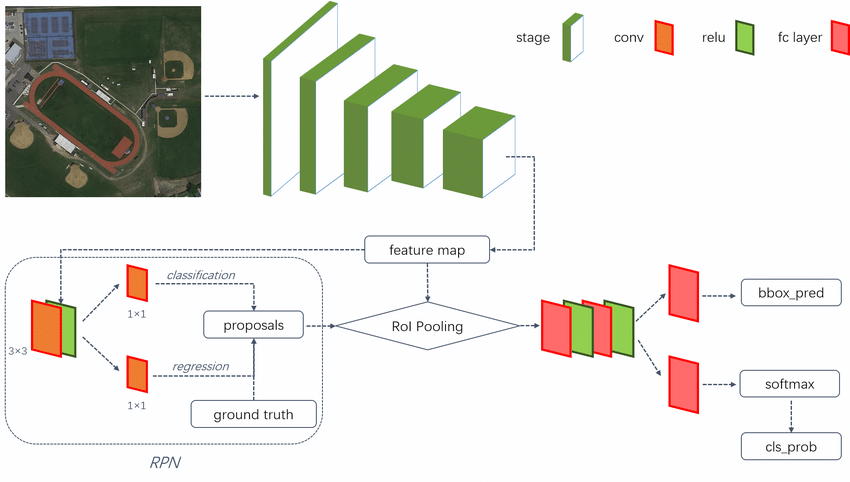 stage
conv
relu
fc layer
feature map
classification
1×1
proposals
RoI Pooling
bbox_pred
3×3
regression
1×1
ground truth
softmax
cls_prob
RPN